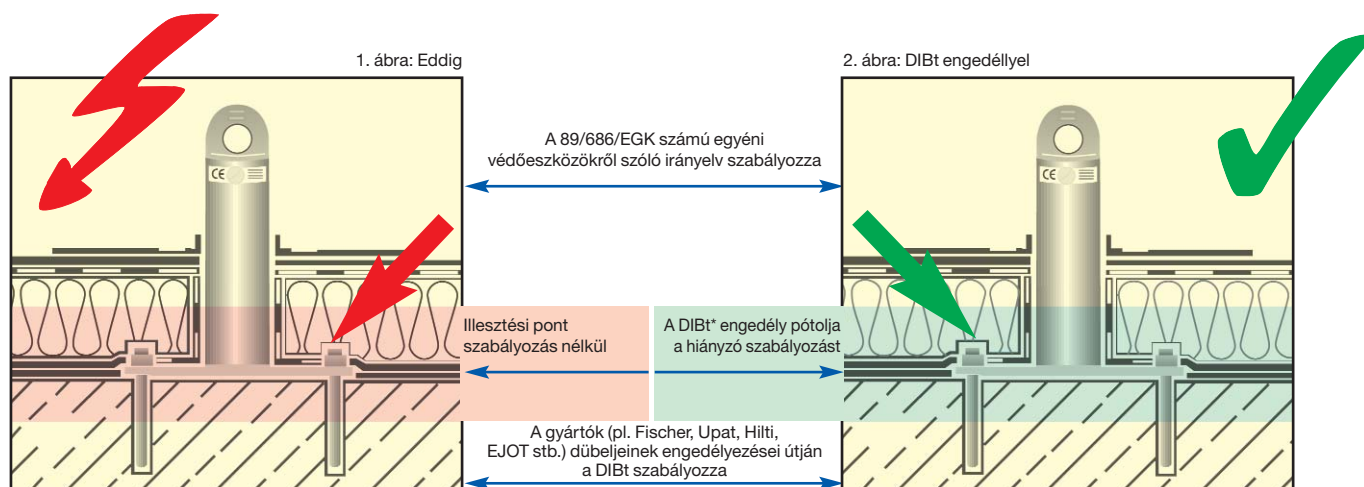 1. ábra: Eddig
2. ábra: DIBt engedéllyel
A 89/686/EGK számú egyéni
védőeszközökről szóló irányelv szabályozza
CE
CE
Illesztési pont
szabályozás nélkül
A DIBt* engedély pótolja
a hiányzó szabályozást
A gyártók (pl. Fischer, Upat, Hilti,
EJOT stb.) dübeljeinek engedélyezései útján
a DIBt szabályozza